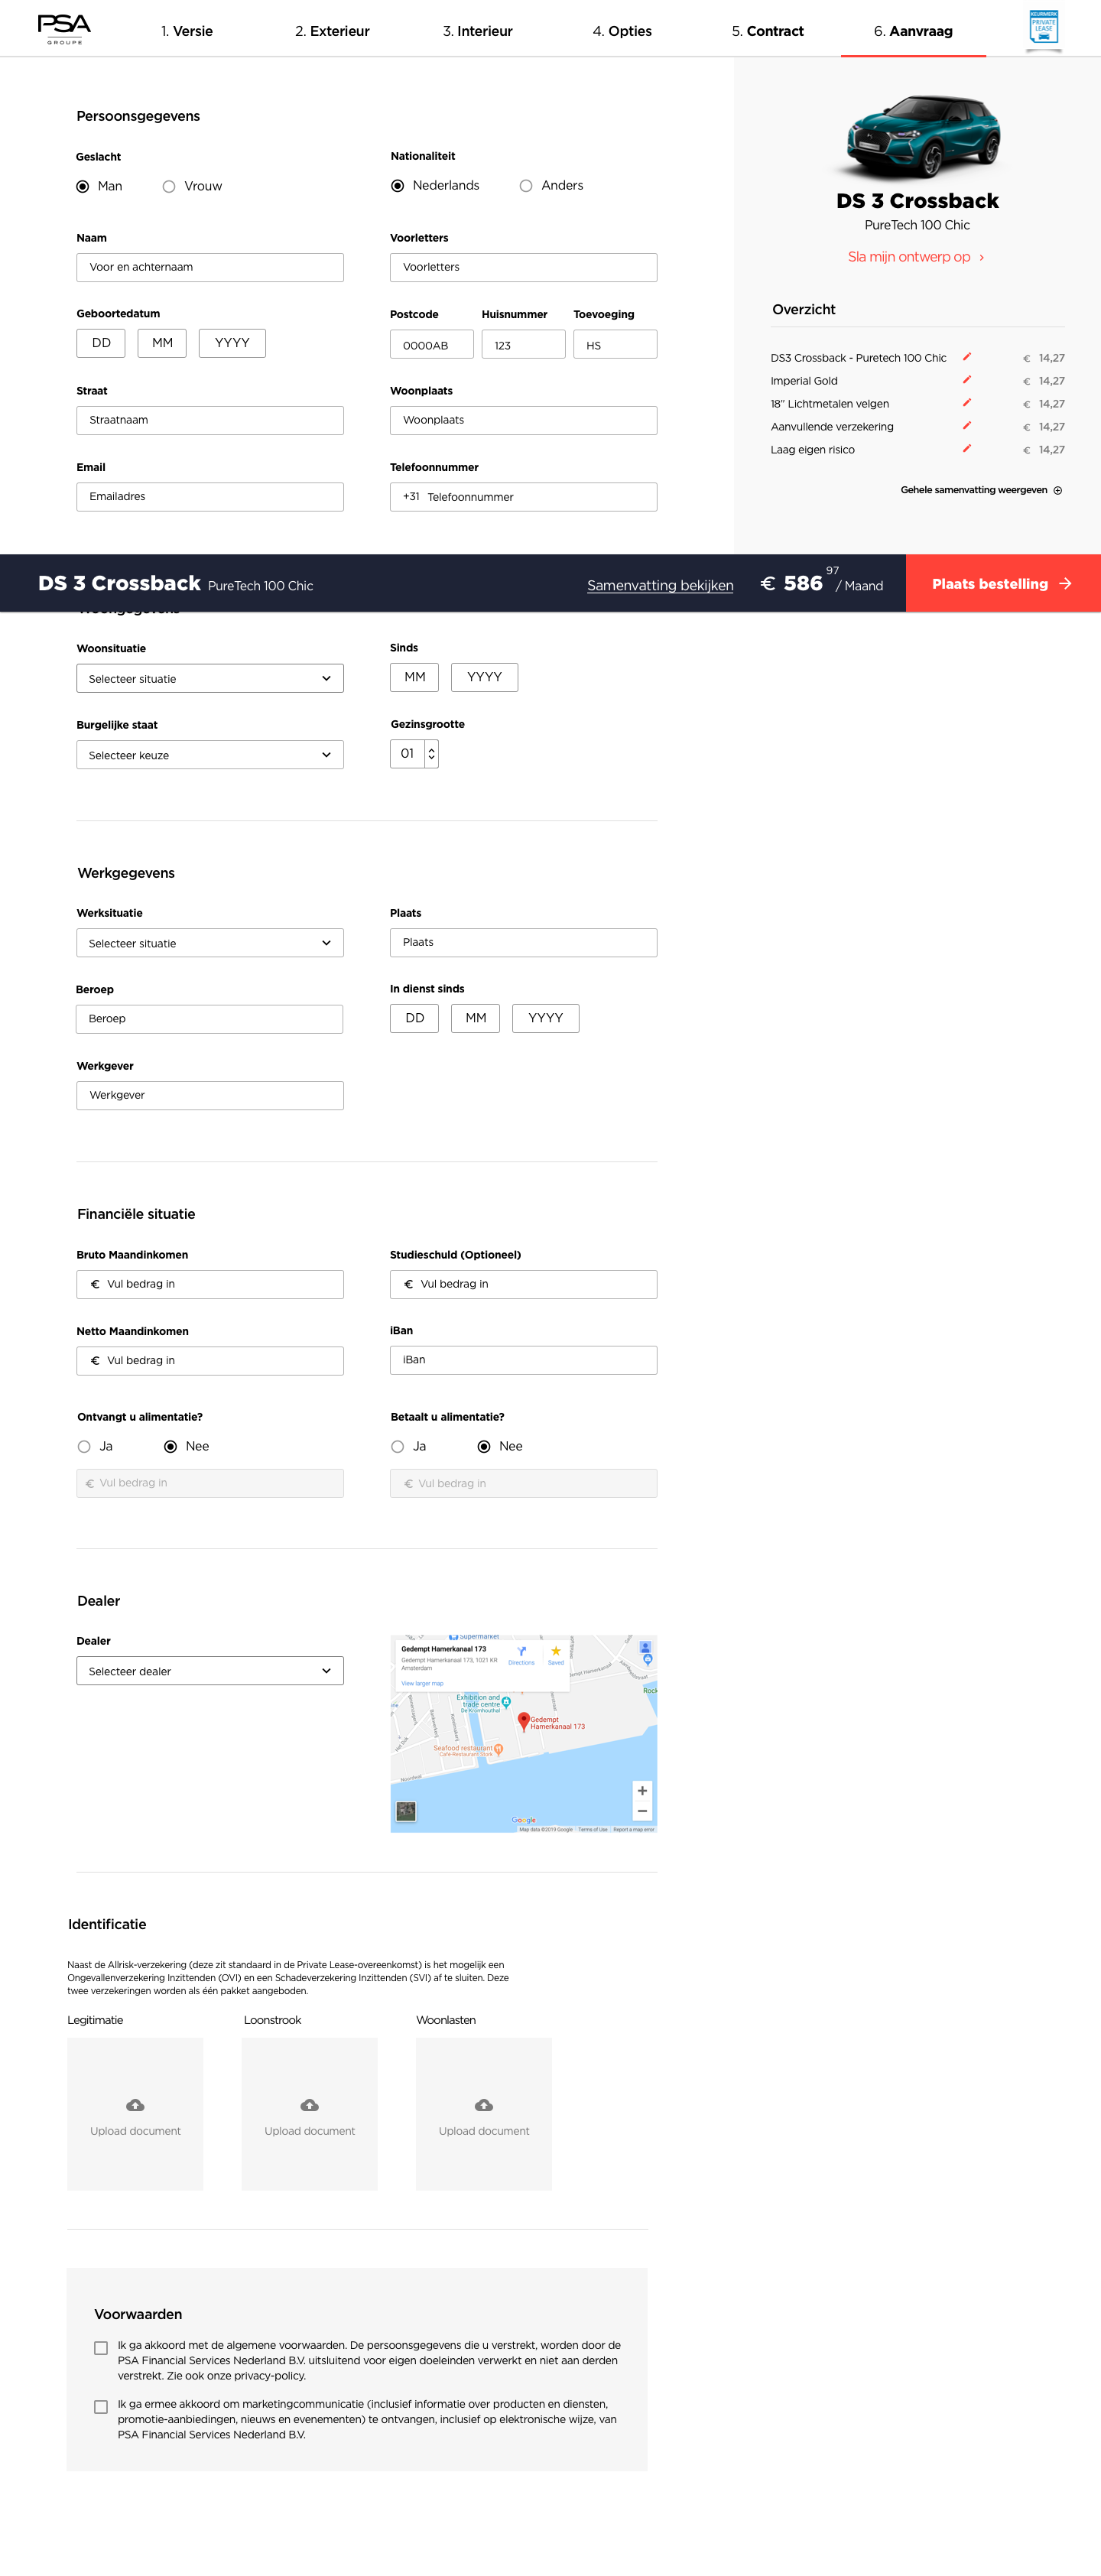 PSA
GROUPE
1. Versie
2. Exterieur
3. Interieur
4. Opties
5. Contract
6. Aanvraag
KEURMERK
PRIVATE
LEASE
Persoonsgegevens
Geslacht
Man
Vrouw
Nationaliteit
Nederlands
Anders
Naam
Voor en achternaam
Voorletters
Voorletters
Geboortedatum
DD
MM
YYYY
Postcode
0000AB
Huisnummer
123
Toevoeging
HS
Straat
Straatnaam
Woonplaats
Woonplaats
Email
Emailadres
Telefoonnummer
+31 Telefoonnummer
DS 3 Crossback
PureTech 100 Chic
Sla mijn ontwerp op
Overzicht
DS3 Crossback - Puretech 100 Chic € 14,27
Imperial Gold € 14,27
18" Lichtmetalen velgen € 14,27
Aanvullende verzekering € 14,27
Laag eigen risico € 14,27
Gehele samenvatting weergeven
DS 3 Crossback PureTech 100 Chic
Samenvatting bekijken
€ 586 97 / Maand
Plaats bestelling
Woongegevens
Woonsituatie
Selecteer situatie
Sinds
MM
YYYY
Burgelijke staat
Selecteer keuze
Gezinsgrootte
01
Werkgegevens
Werksituatie
Selecteer situatie
Plaats
Plaats
Beroep
Beroep
In dienst sinds
DD
MM
YYYY
Werkgever
Werkgever
Financiële situatie
Bruto Maandinkomen
€ Vul bedrag in
Studieschuld (Optioneel)
€ Vul bedrag in
Netto Maandinkomen
€ Vul bedrag in
iBan
iBan
Ontvangt u alimentatie?
Ja
Nee
€ Vul bedrag in
Betaalt u alimentatie?
Ja
Nee
€ Vul bedrag in
Dealer
Dealer
Selecteer dealer
Supermarket
Gedempt Hamerkanaal 173
Gedempt Hamerkanaal 173, 1021 KR
Amsterdam
Directions
Saved
View larger map
Exhibition and
trade centre
De Kromhouthal
Gedempt
Hamerkanaal 173
Seafood restaurant
Google
Map data ©2019 Google
Terms of Use
Report a map error
Identificatie
Naast de Allrisk-verzekering (deze zit standaard in de Private Lease-overeenkomst) is het mogelijk een
Ongevallenverzekering Inzittenden (OVI) en een Schadeverzekering Inzittenden (SVI) af te sluiten. Deze
twee verzekeringen worden als één pakket aangeboden.
Legitimatie
Loonstrook
Woonlasten
Upload document
Upload document
Upload document
Voorwaarden
Ik ga akkoord met de algemene voorwaarden. De persoonsgegevens die u verstrekt, worden door de
PSA Financial Services Nederland B.V. uitsluitend voor eigen doeleinden verwerkt en niet aan derden
verstrekt. Zie ook onze privacy-policy.
Ik ga ermee akkoord om marketingcommunicatie (inclusief informatie over producten en diensten,
promotie-aanbiedingen, nieuws en evenementen) te ontvangen, inclusief op elektronische wijze, van
PSA Financial Services Nederland B.V.